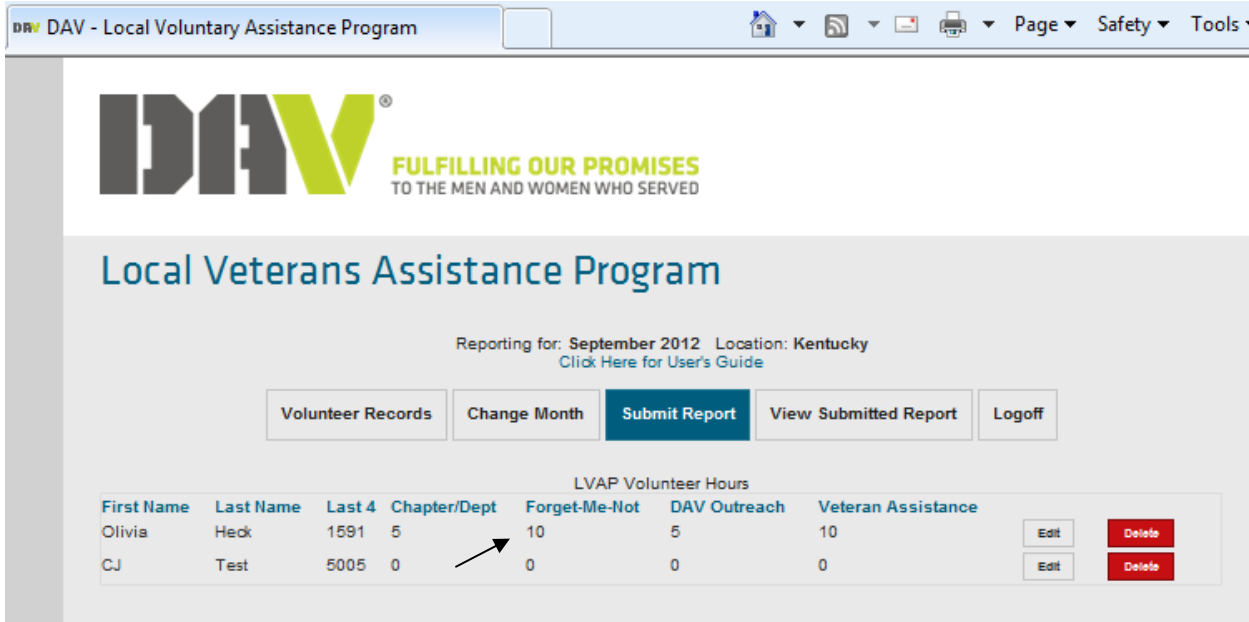 DAV DAV - Local Voluntary Assistance Program
Page Safety Tools
DAV®
FULFILLING OUR PROMISES
TO THE MEN AND WOMEN WHO SERVED
Local Veterans Assistance Program
Reporting for: September 2012 Location: Kentucky
Click Here for User's Guide
Volunteer Records Change Month Submit Report View Submitted Report Logoff
LVAP Volunteer Hours
First Name Last Name Last 4 Chapter/Dept Forget-Me-Not DAV Outreach Veteran Assistance
Olivia Heck 1591 5 10 5 10 Edit Delete
CJ Test 5005 0 0 0 0 Edit Delete